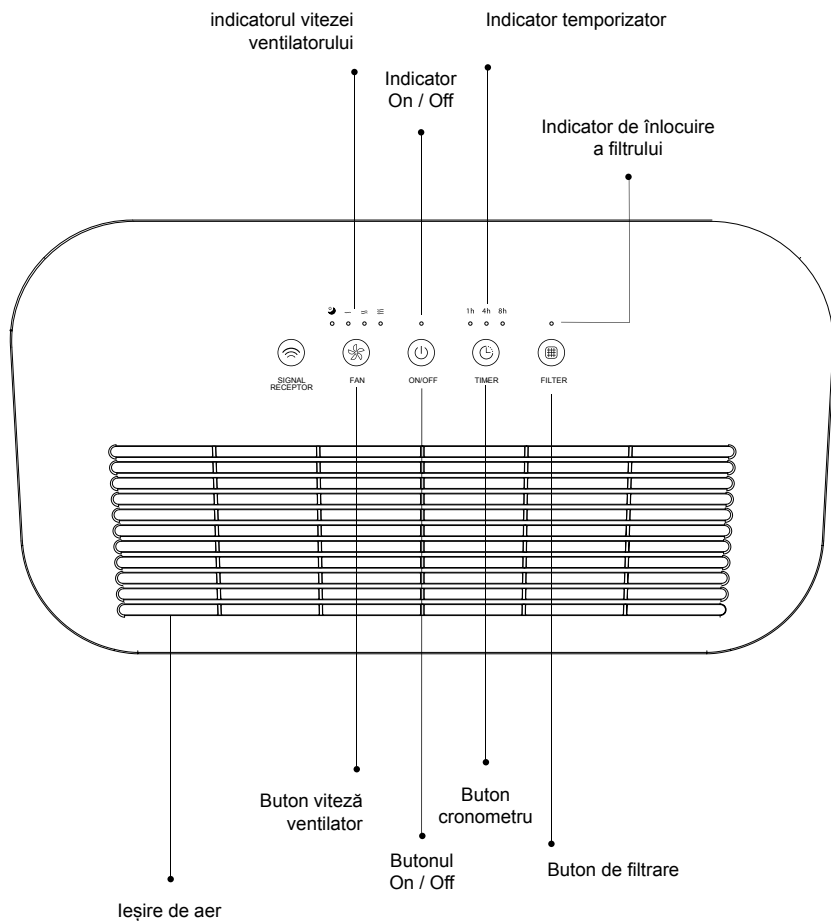 indicatorul vitezei
ventilatorului
Indicator temporizator
Indicator
On / Off
Indicator de înlocuire
a filtrului
1h 4h 8h
SIGNAL
RECEPTOR
FAN
ON/OFF
TIMER
FILTER
Buton viteză
ventilator
Buton
cronometru
Butonul
On / Off
Buton de filtrare
Ieșire de aer